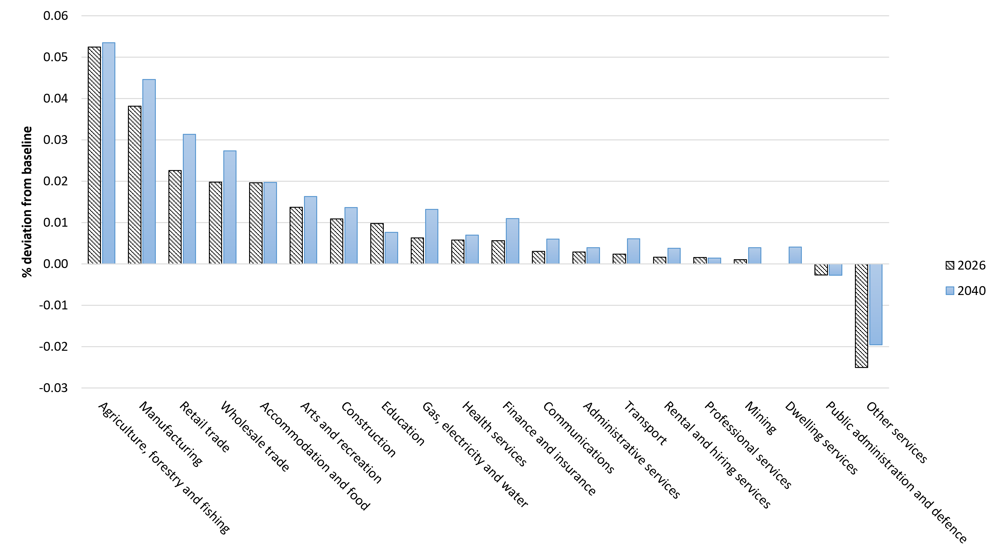 0.06
0.05
0.04
0.03
0.02
0.01
0.00
-0.01
-0.02
-0.03
% deviation from baseline
Agriculture, forestry and fishing
Manufacturing
Retail trade
Wholesale trade
Accommodation and food
Arts and recreation
Construction
Education
Gas, electricity and water
Health services
Finance and insurance
Communications
Administrative services
Transport
Rental and hiring services
Professional services
Mining
Dwelling services
Public administration and defence
Other services
2026
2040